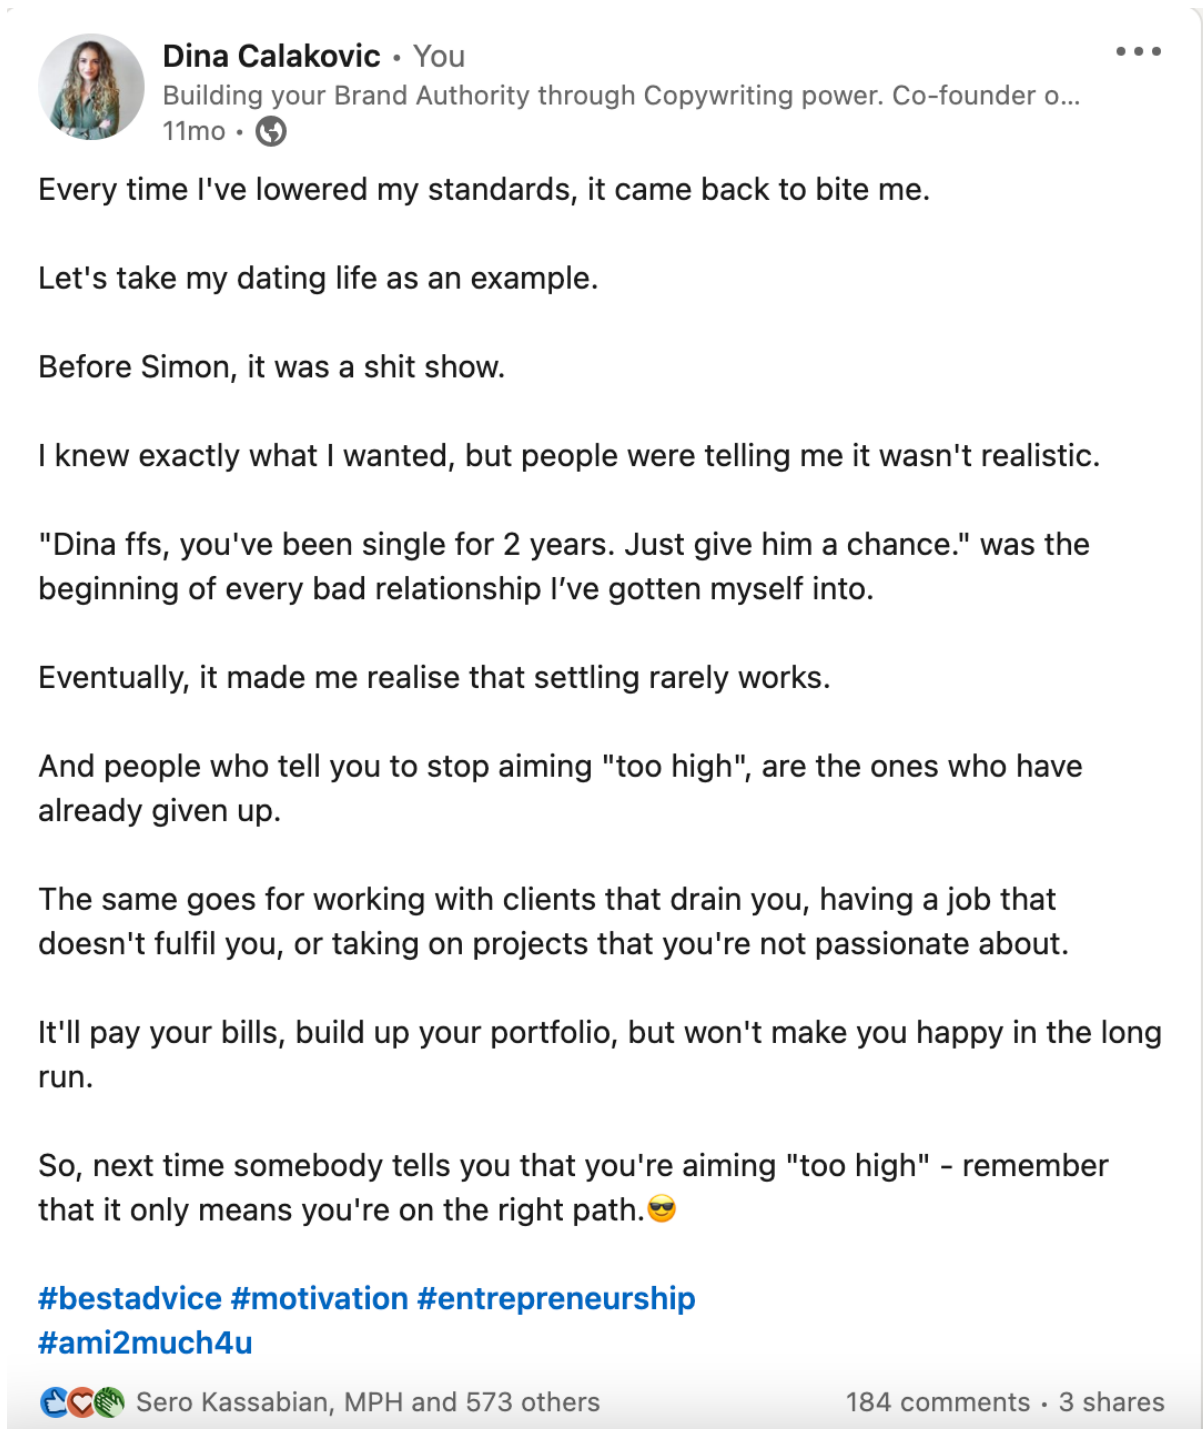 Dina Calakovic • You
Building your Brand Authority through Copywriting power. Co-founder o...
11mo •
Every time I've lowered my standards, it came back to bite me.
Let's take my dating life as an example.
Before Simon, it was a shit show.
I knew exactly what I wanted, but people were telling me it wasn't realistic.
"Dina ffs, you've been single for 2 years. Just give him a chance." was the
beginning of every bad relationship I’ve gotten myself into.
Eventually, it made me realise that settling rarely works.
And people who tell you to stop aiming "too high", are the ones who have
already given up.
The same goes for working with clients that drain you, having a job that
doesn't fulfil you, or taking on projects that you're not passionate about.
It'll pay your bills, build up your portfolio, but won't make you happy in the long
run.
So, next time somebody tells you that you're aiming "too high" - remember
that it only means you're on the right path.😎
#bestadvice #motivation #entrepreneurship
#ami2much4u
Sero Kassabian, MPH and 573 others
184 comments • 3 shares